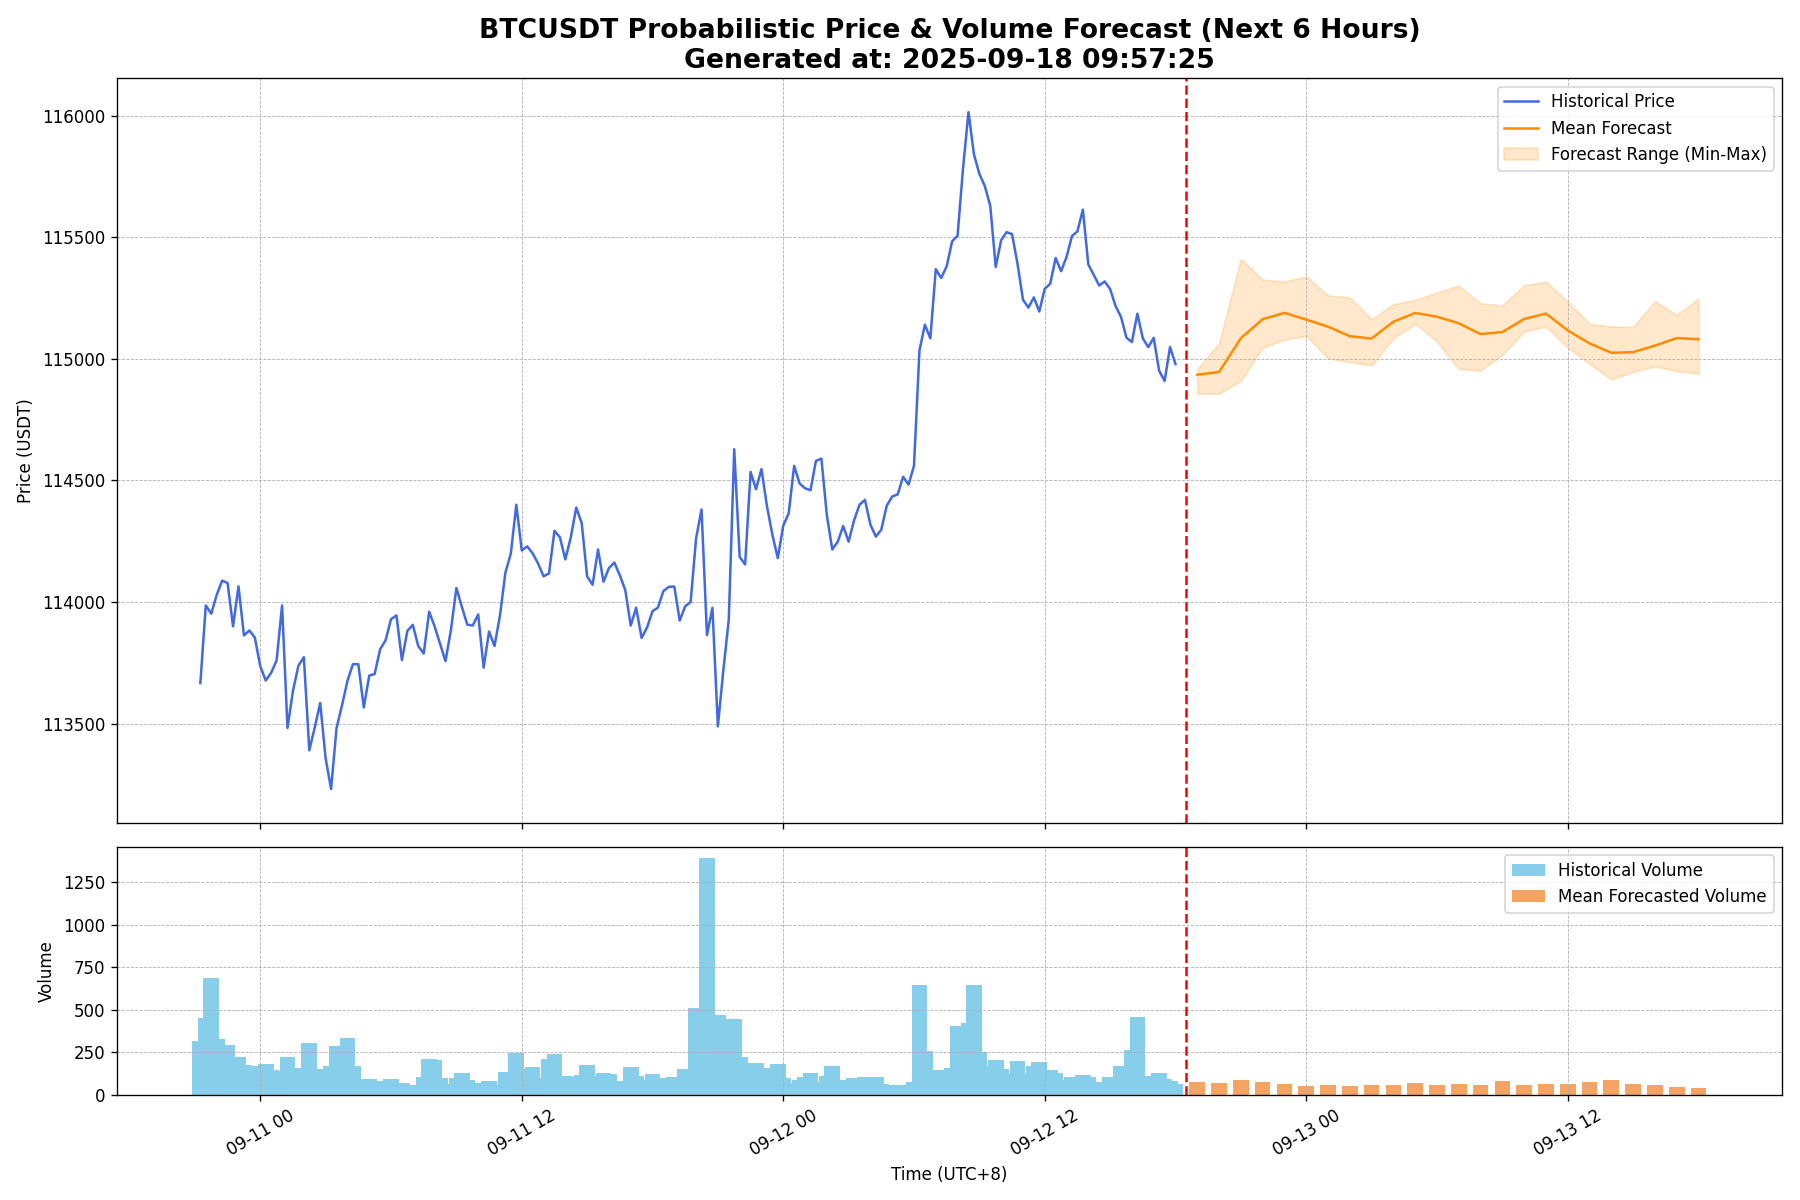 BTCUSDT Probabilistic Price & Volume Forecast (Next 6 Hours)
Generated at: 2025-09-18 09:57:25
Price (USDT)
116000
115500
115000
114500
114000
113500
Historical Price
Mean Forecast
Forecast Range (Min-Max)
Volume
1250
1000
750
500
250
0
Historical Volume
Mean Forecasted Volume
09-11 00
09-11 12
09-12 00
09-12 12
09-13 00
09-13 12
Time (UTC+8)